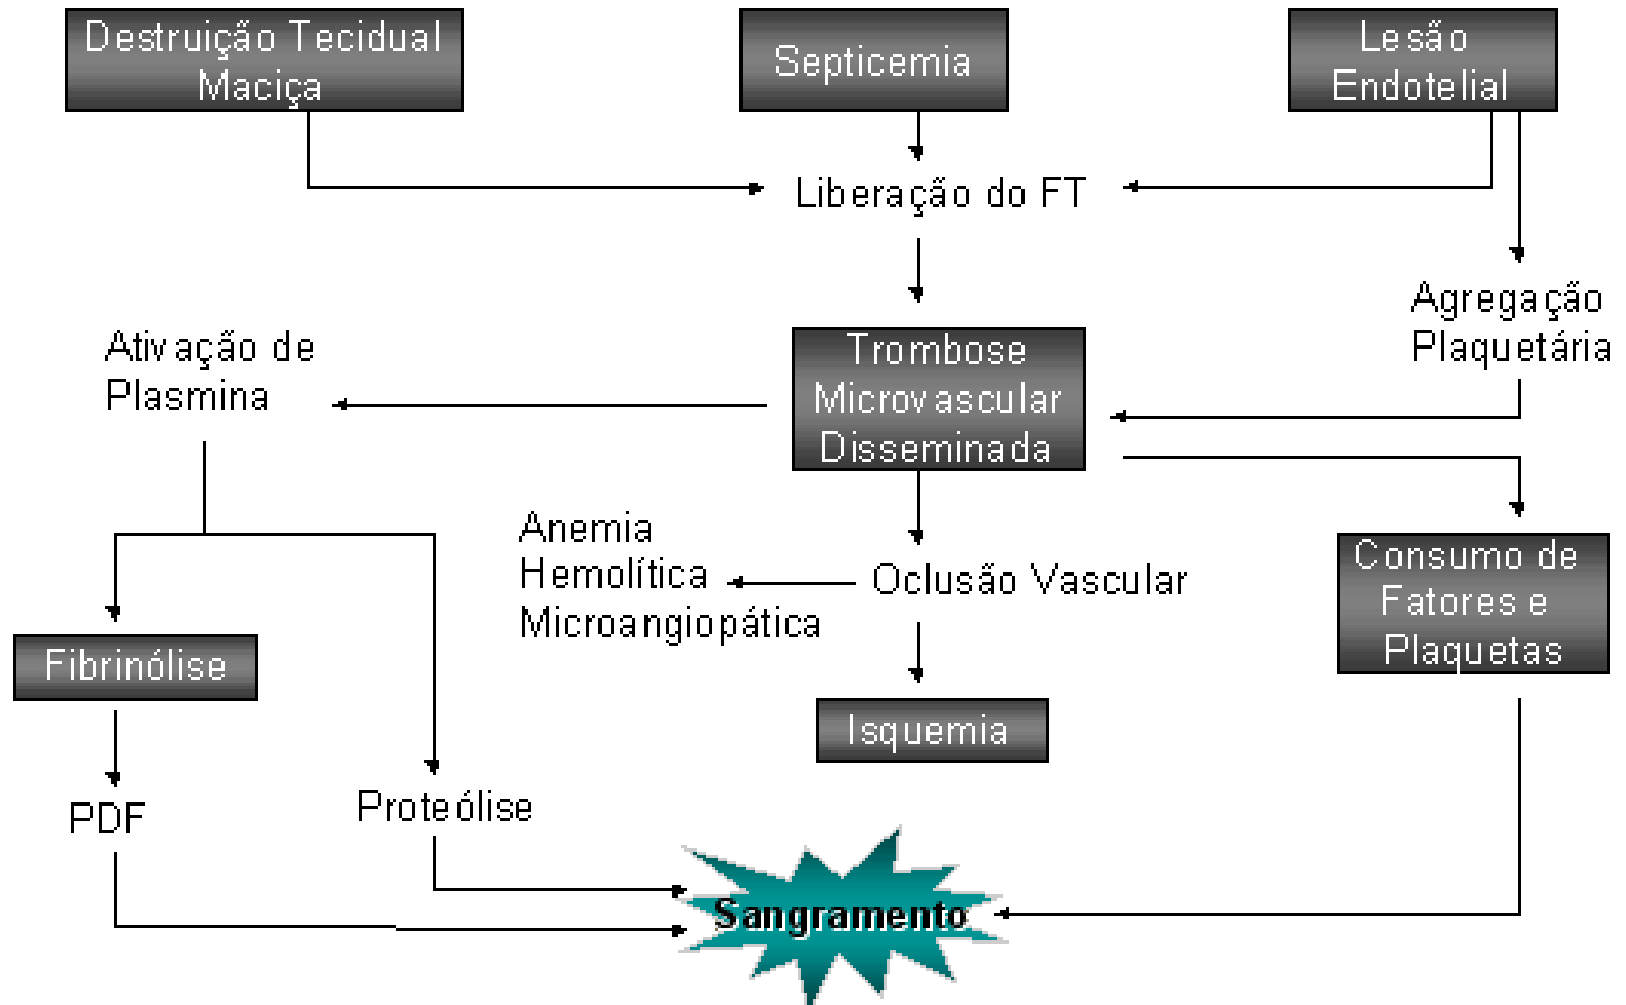 Destruição Tecidual
Maciça
Septicemia
Lesão
Endotelial
Liberação do FT
Agregação
Plaquetária
Ativação de
Plasmina
Trombose
Microvascular
Disseminada
Anemia
Hemolítica
Microangiopática
Oclusão Vascular
Consumo de
Fatores e
Plaquetas
Fibrinólise
Isquemia
PDF
Proteólise
Sangramento